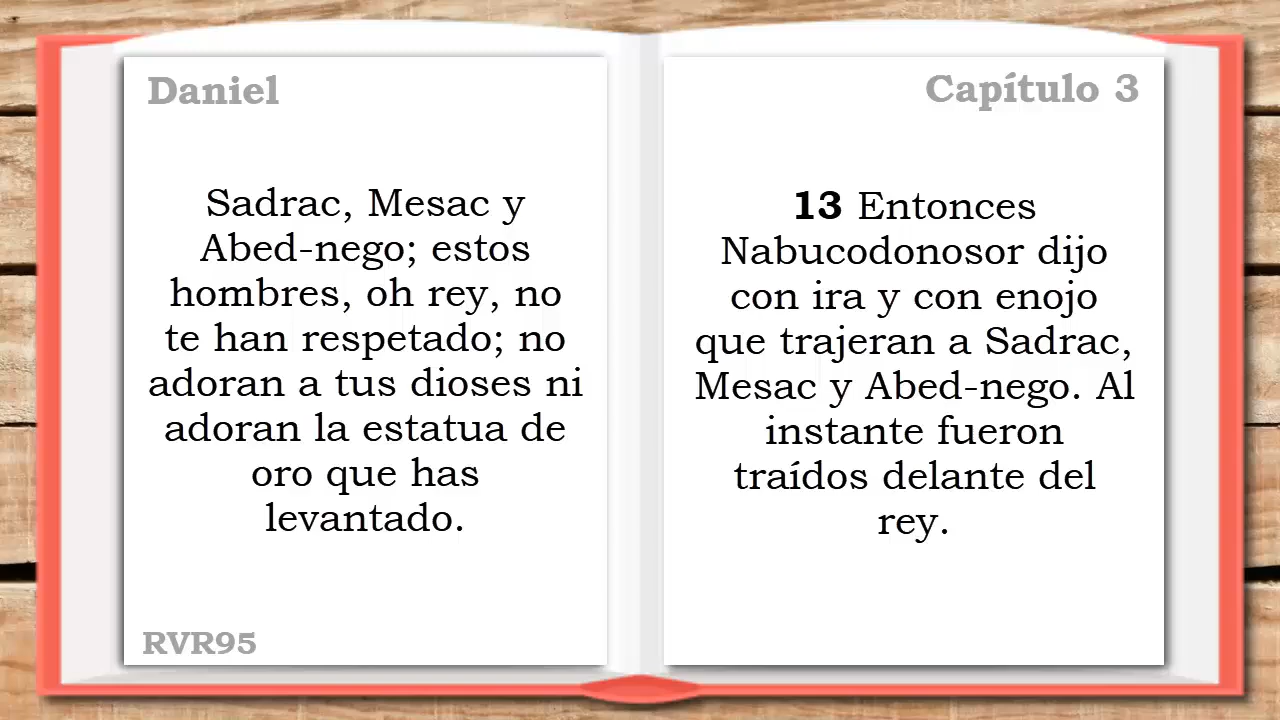 Daniel
Sadrac, Mesac y
Abed-nego; estos
hombres, oh rey, no
te han respetado; no
adoran a tus dioses ni
adoran la estatua de
oro que has
levantado.
RVR95
Capítulo 3
13 Entonces
Nabucodonosor dijo
con ira y con enojo
que trajeran a Sadrac,
Mesac y Abed-nego. Al
instante fueron
traídos delante del
rey.